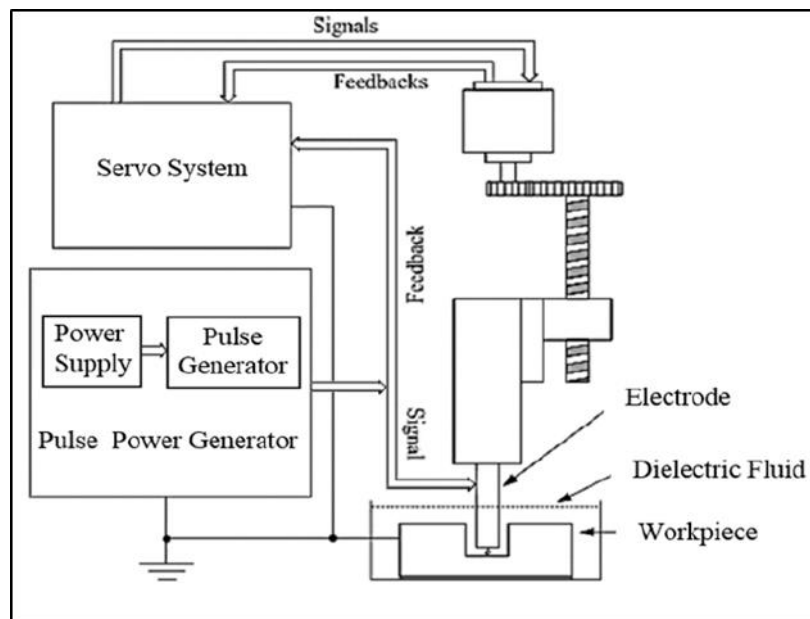 Signals
Feedbacks
Servo System
Feedback
Power
Supply
Pulse
Generator
Pulse Power Generator
Signal
Electrode
Dielectric Fluid
Workpiece